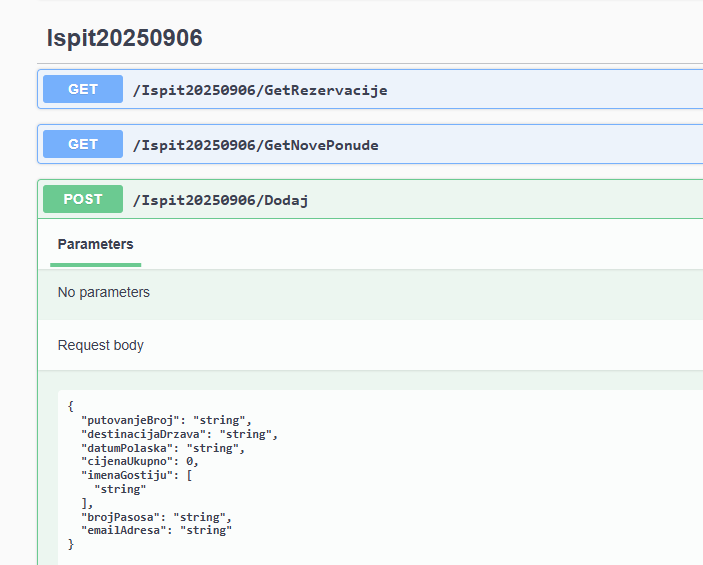 Ispit20250906
GET /Ispit20250906/GetRezervacije
GET /Ispit20250906/GetNovePonude
POST /Ispit20250906/Dodaj
Parameters
No parameters
Request body
{
  "putovanjeBroj": "string",
  "destinacijaDrzava": "string",
  "datumPolaska": "string",
  "cijenaUkupno": 0,
  "imenaGostiju": [
    "string"
  ],
  "brojPasosa": "string",
  "emailAdresa": "string"
}